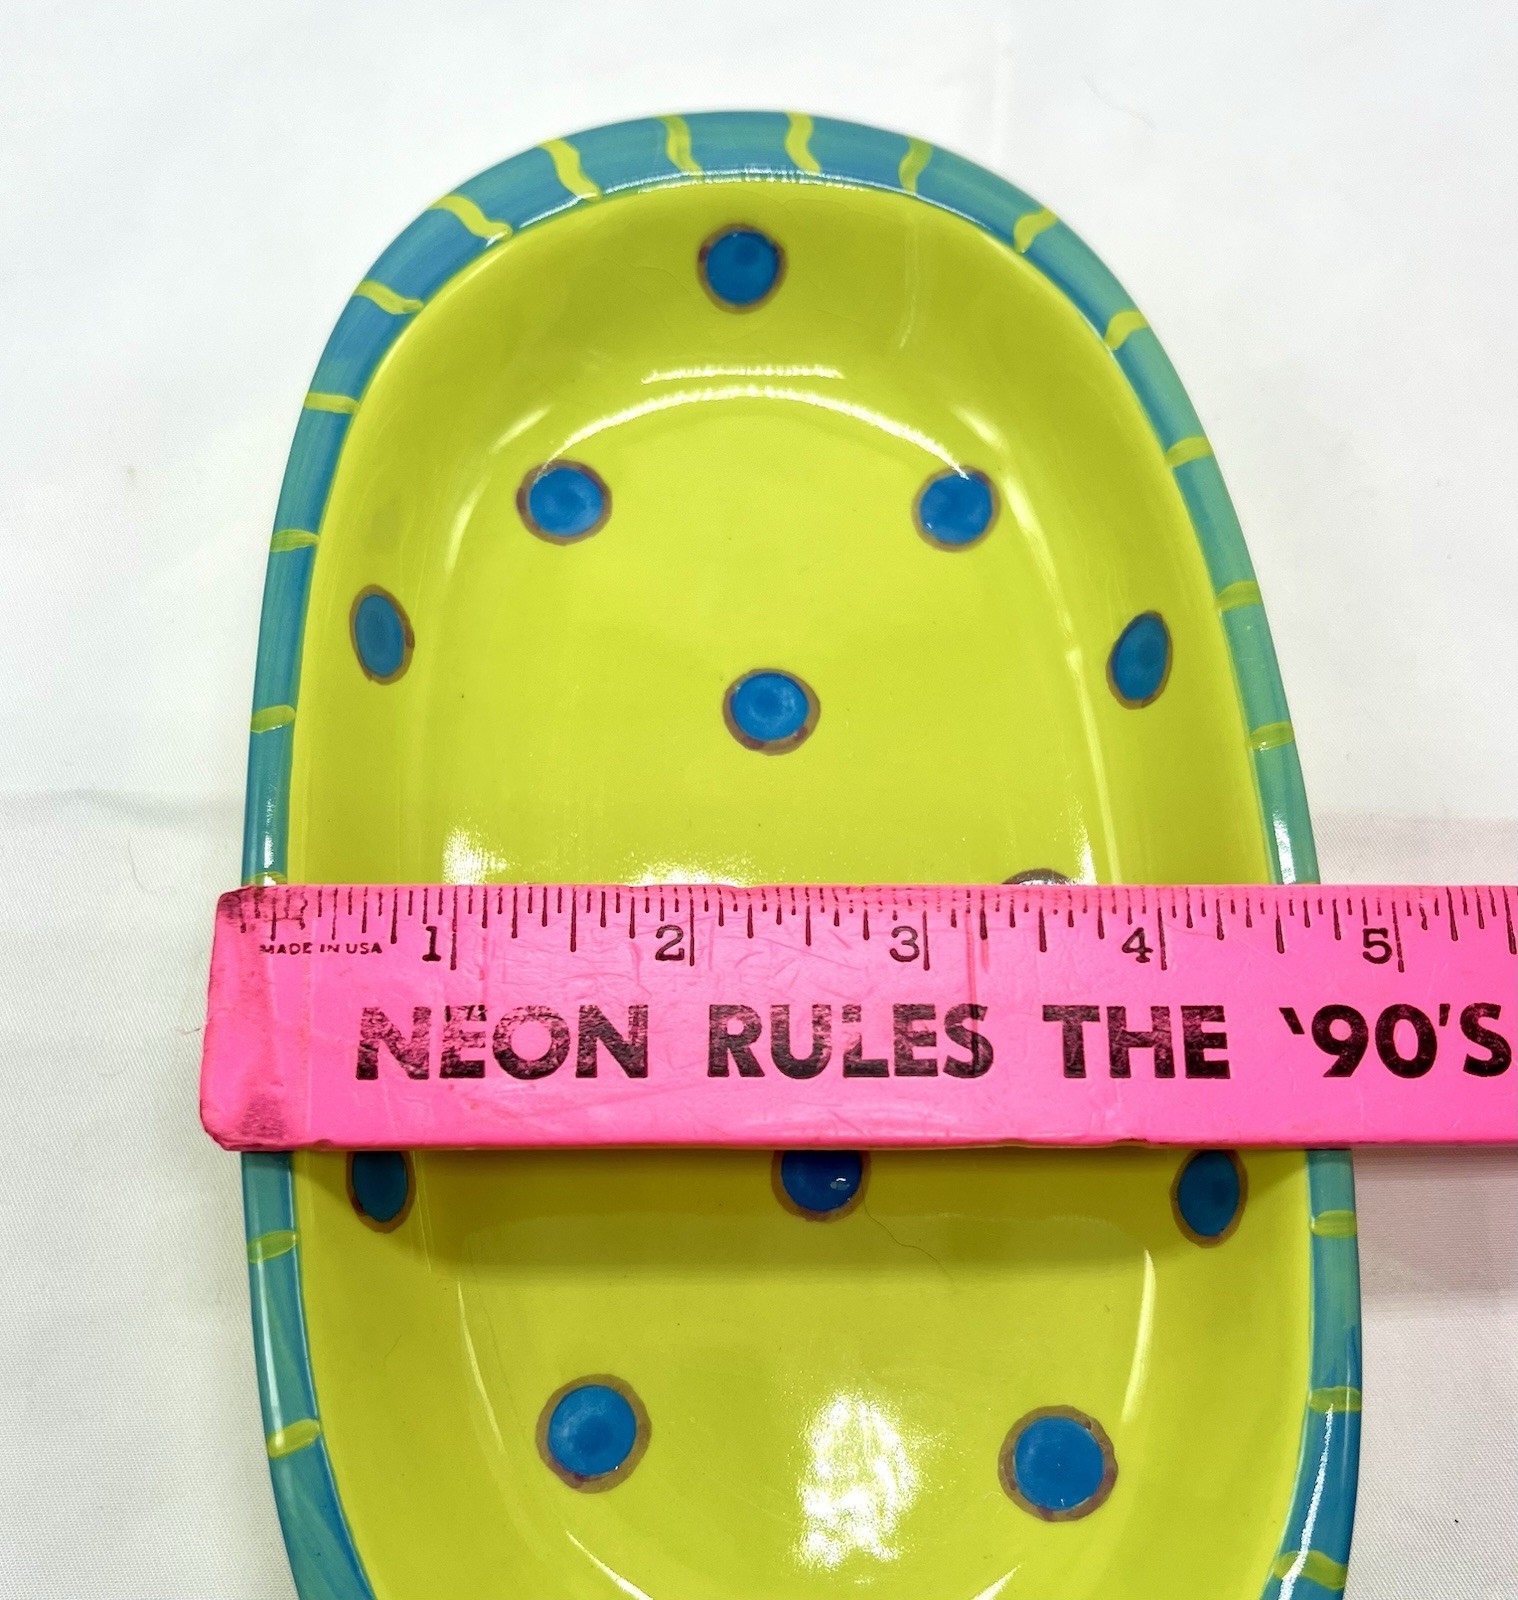 1 2 3 4 5
MADE IN USA
NEON RULES THE '90'S